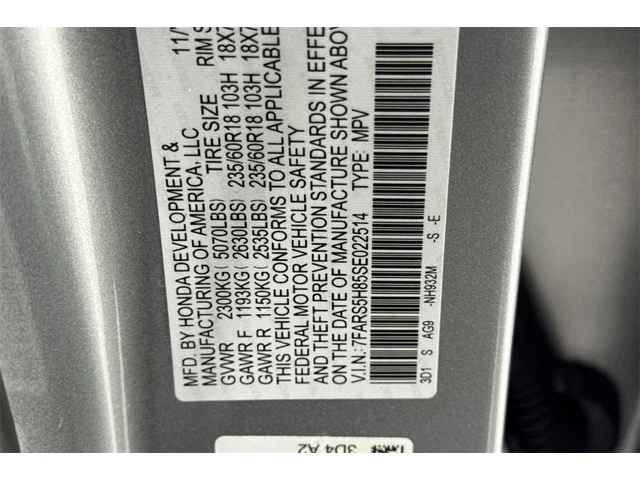 MFD. BY HONDA DEVELOPMENT & 11/
MANUFACTURING OF AMERICA, LLC
TIRE SIZE RIM S
GVWR 2300KG( 5070LBS)
GAWR F 1193KG( 2630LBS) 235/60R18 103H 18X7
GAWR R 1150KG( 2535LBS) 235/60R18 103H 18X7
THIS VEHICLE CONFORMS TO ALL APPLICABLE
FEDERAL MOTOR VEHICLE SAFETY
AND THEFT PREVENTION STANDARDS IN EFFE
ON THE DATE OF MANUFACTURE SHOWN ABOV
V.I.N.: 7FARS5H85SE022514 TYPE: MPV
3D1 S AG9 -NH932M -S -E
3D4 A2